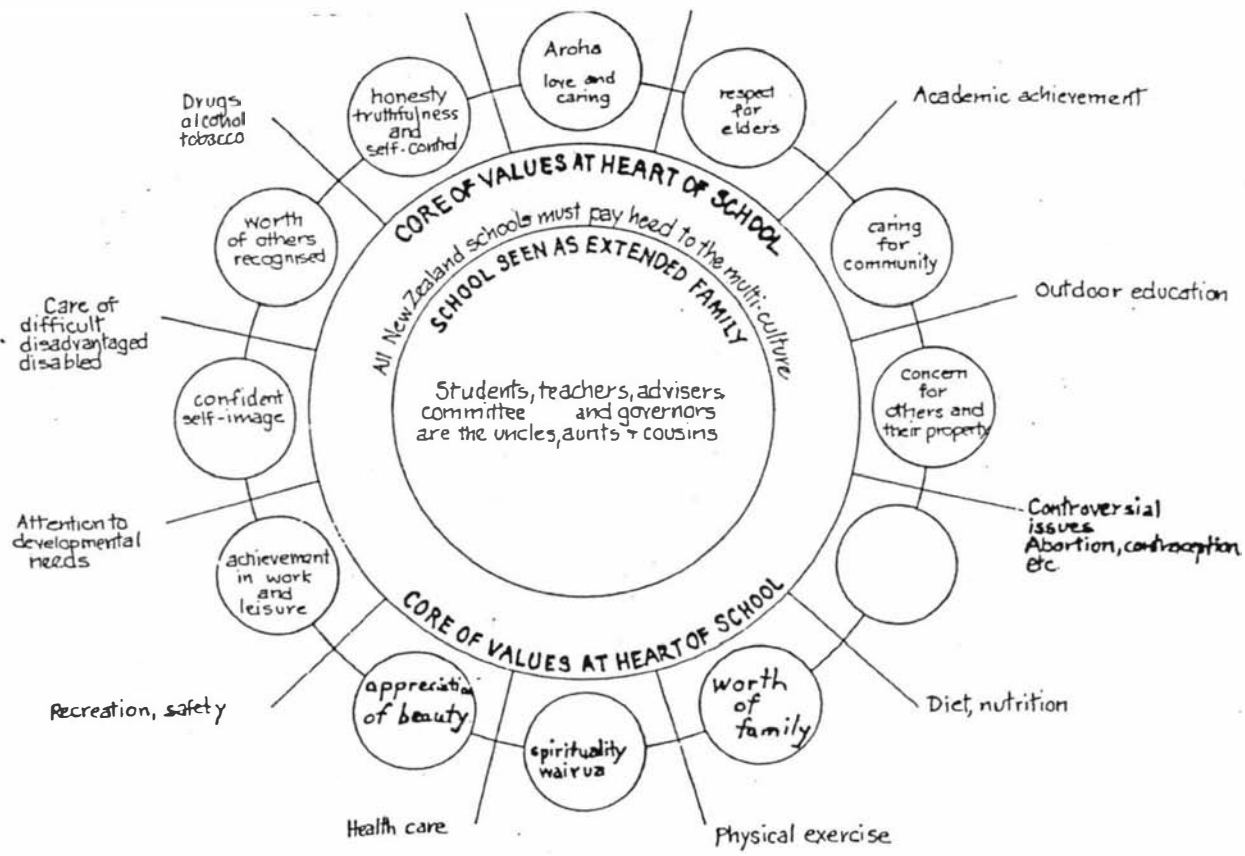 Aroha
love and
caring
respect
for
elders
Academic achievement
caring
for
community
Outdoor education
concern
for
others and
their property
Controversial
issues
Abortion, contraception
etc.
Diet, nutrition
worth
of
family
Physical exercise
spirituality
wairua
Health care
appreciation
of beauty
Recreation, safety
achievement
in work
and
leisure
Attention to
developmental
needs
confident
self-image
Care of
difficult
disadvantaged
disabled
worth
of others
recognised
Drugs
alcohol
tobacco
honesty
truthfulness
and
self-control
CORE OF VALUES AT HEART OF SCHOOL
All New Zealand schools must pay heed to the multi-culture
SCHOOL SEEN AS EXTENDED FAMILY
Students, teachers, advisers,
committee and governors
are the uncles, aunts + cousins
CORE OF VALUES AT HEART OF SCHOOL